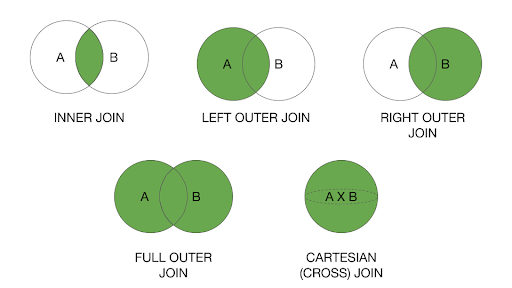 A B
INNER JOIN
A B
LEFT OUTER JOIN
A B
RIGHT OUTER
JOIN
A B
FULL OUTER
JOIN
A X B
CARTESIAN
(CROSS) JOIN